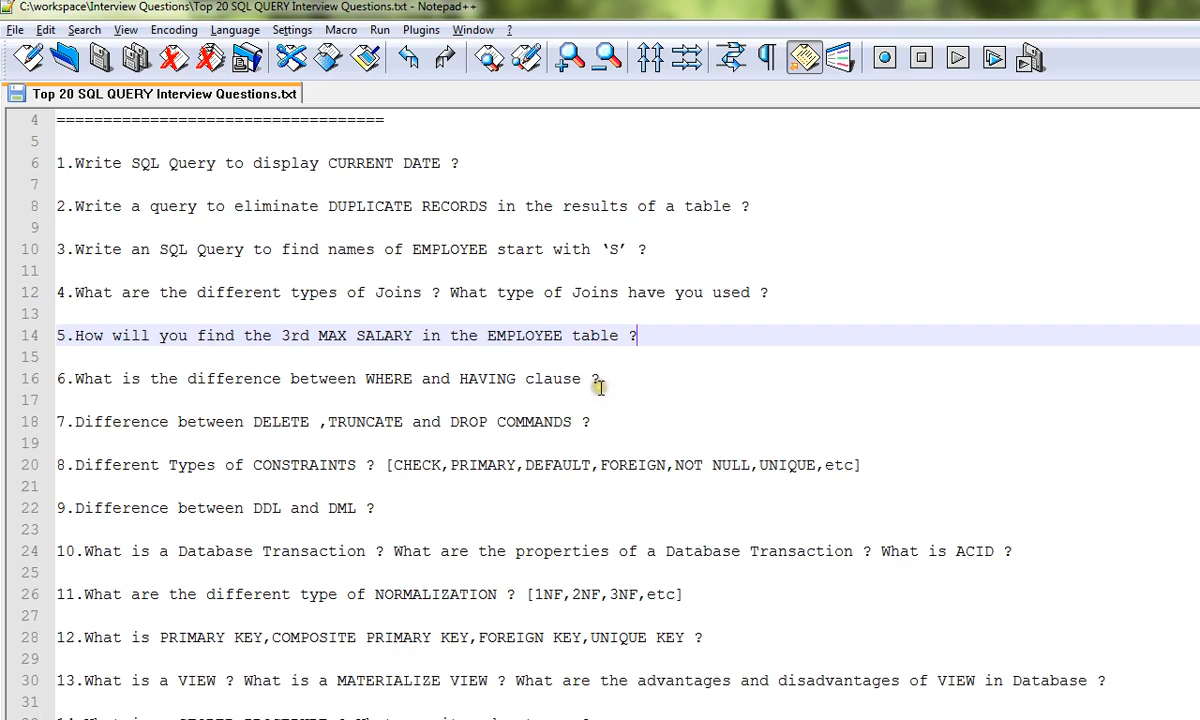 C:\workspace\Interview Questions\Top 20 SQL QUERY Interview Questions.txt - Notepad++
File Edit Search View Encoding Language Settings Macro Run Plugins Window ?
Top 20 SQL QUERY Interview Questions.txt
4 ===================================
5
6 1.Write SQL Query to display CURRENT DATE ?
7
8 2.Write a query to eliminate DUPLICATE RECORDS in the results of a table ?
9
10 3.Write an SQL Query to find names of EMPLOYEE start with ‘S’ ?
11
12 4.What are the different types of Joins ? What type of Joins have you used ?
13
14 5.How will you find the 3rd MAX SALARY in the EMPLOYEE table ?
15
16 6.What is the difference between WHERE and HAVING clause ?
17
18 7.Difference between DELETE ,TRUNCATE and DROP COMMANDS ?
19
20 8.Different Types of CONSTRAINTS ? [CHECK,PRIMARY,DEFAULT,FOREIGN,NOT NULL,UNIQUE,etc]
21
22 9.Difference between DDL and DML ?
23
24 10.What is a Database Transaction ? What are the properties of a Database Transaction ? What is ACID ?
25
26 11.What are the different type of NORMALIZATION ? [1NF,2NF,3NF,etc]
27
28 12.What is PRIMARY KEY,COMPOSITE PRIMARY KEY,FOREIGN KEY,UNIQUE KEY ?
29
30 13.What is a VIEW ? What is a MATERIALIZE VIEW ? What are the advantages and disadvantages of VIEW in Database ?
31